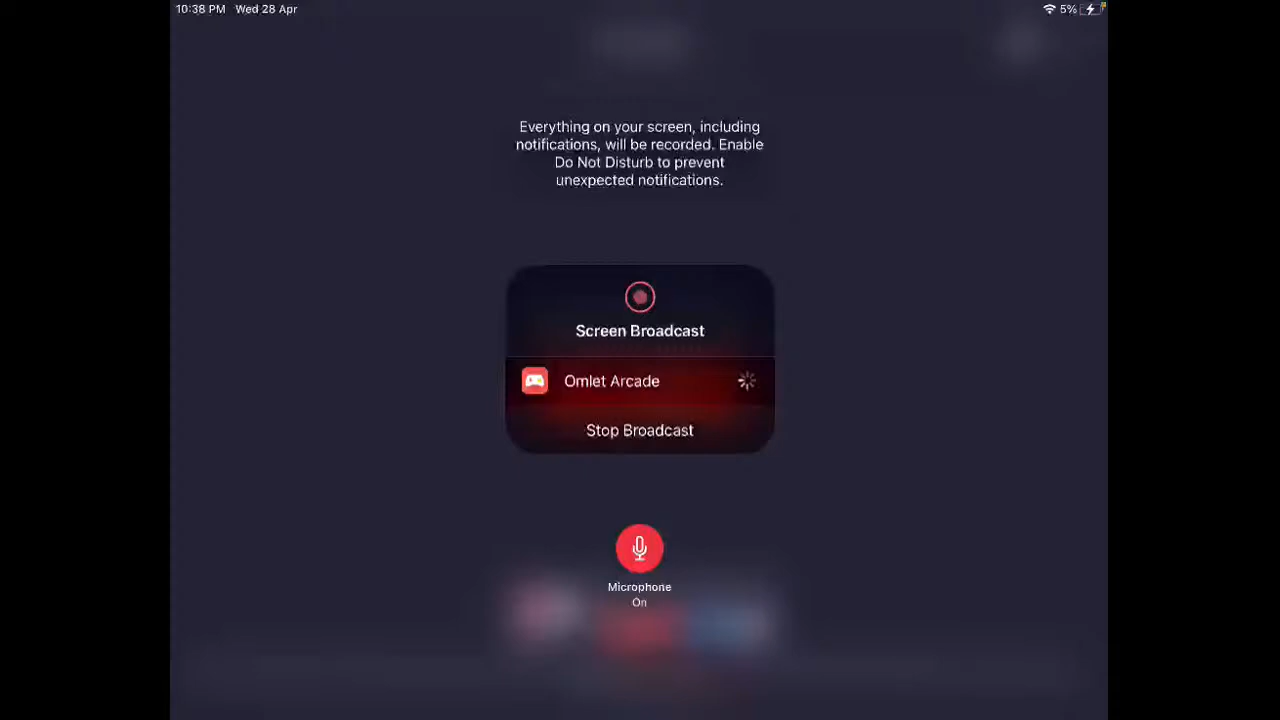 10:38 PM Wed 28 Apr 5%
Everything on your screen, including
notifications, will be recorded. Enable
Do Not Disturb to prevent
unexpected notifications.
Screen Broadcast
Omlet Arcade
Stop Broadcast
Microphone
On